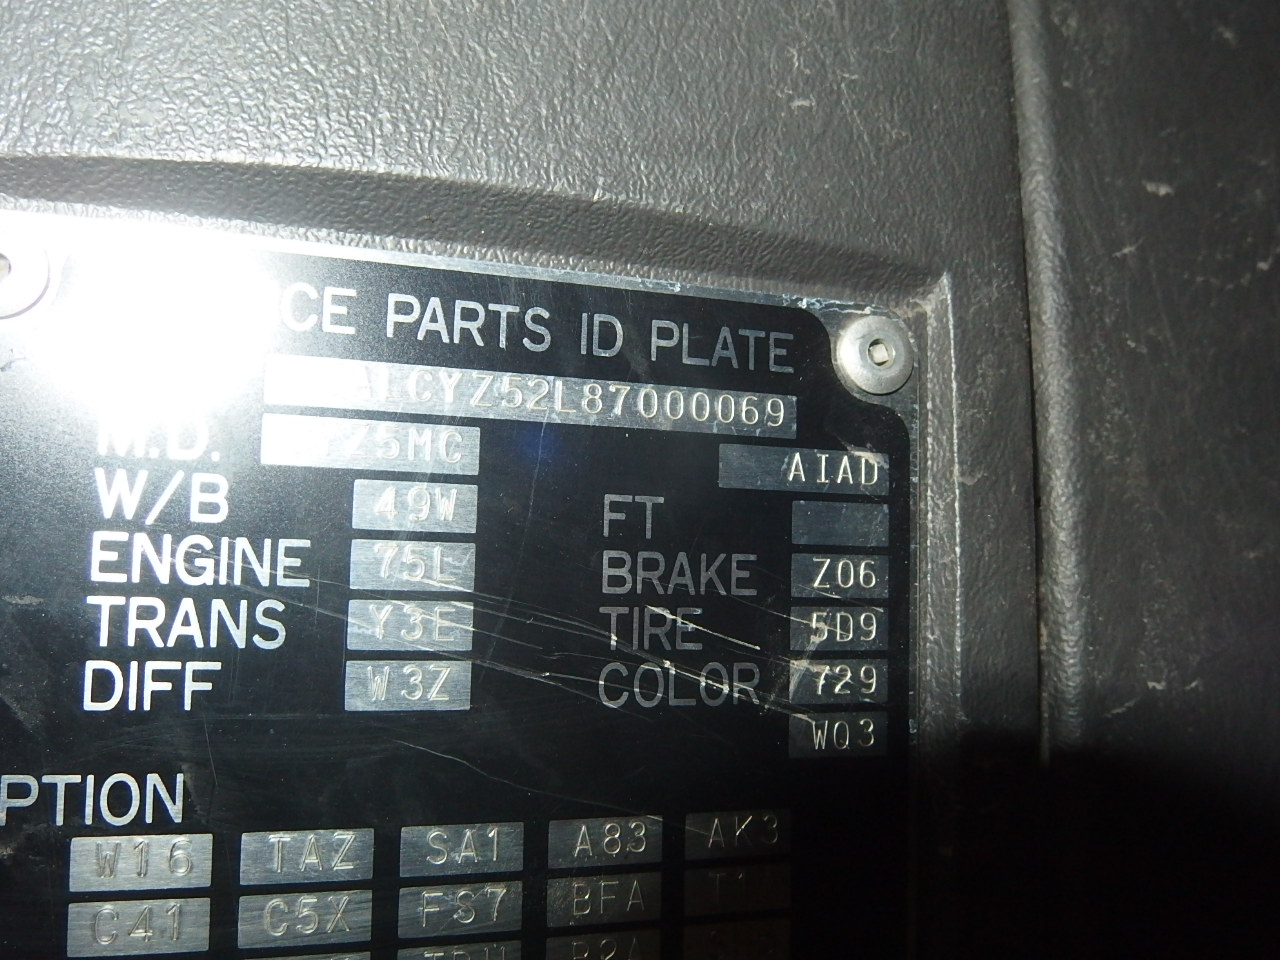 CE PARTS ID PLATE
LCYZ52L87000069
M.D. Z5MC AIAD
W/B 49W FT
ENGINE 75L BRAKE Z06
TRANS Y3E TIRE 5D9
DIFF W3Z COLOR 729
WQ3
PTION
W16 TAZ SA1 A83 AK3
C41 C5X FS7 BFA